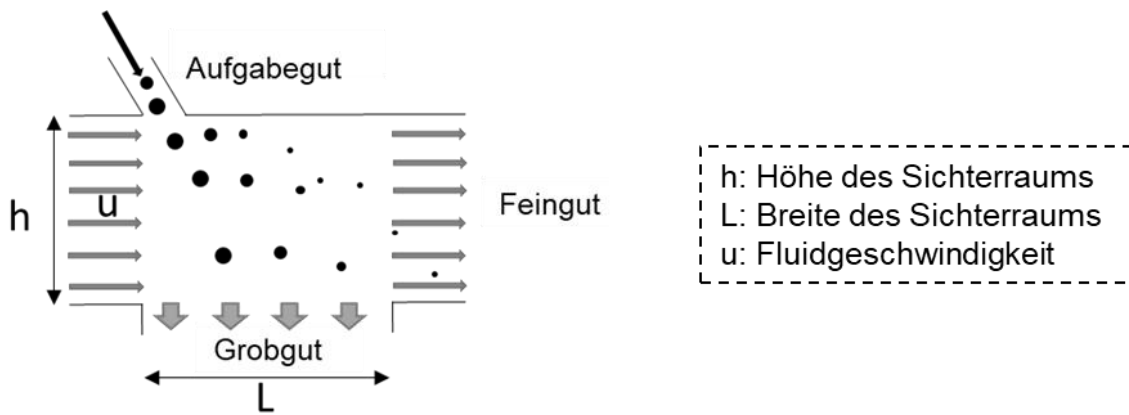 Aufgabegut
h
u
Feingut
Grobgut
L
h: Höhe des Sichterraums
L: Breite des Sichterraums
u: Fluidgeschwindigkeit